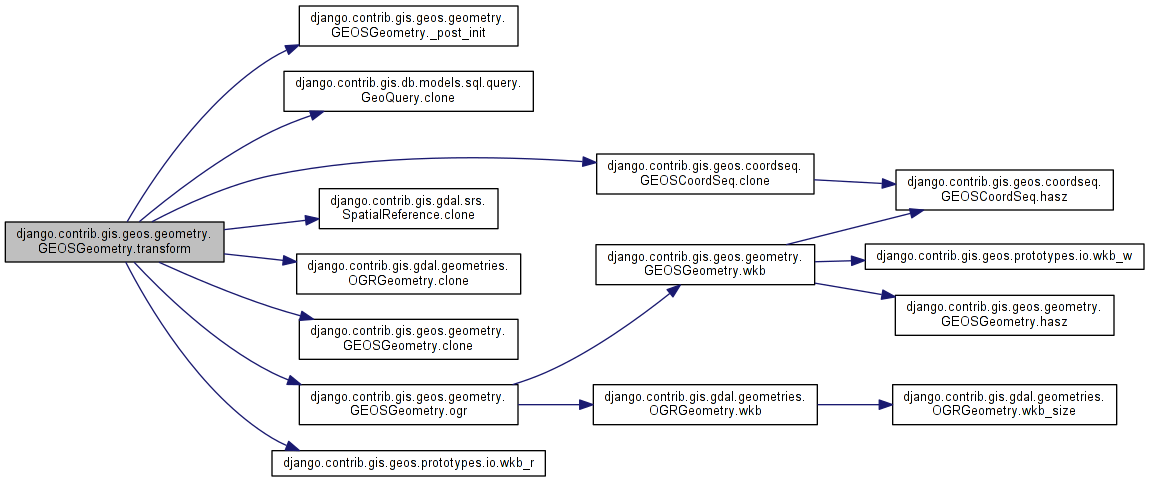 django.contrib.gis.geos.geometry.
GEOSGeometry.transform
django.contrib.gis.geos.geometry.
GEOSGeometry._post_init
django.contrib.gis.db.models.sql.query.
GeoQuery.clone
django.contrib.gis.geos.coordseq.
GEOSCoordSeq.clone
django.contrib.gis.gdal.srs.
SpatialReference.clone
django.contrib.gis.gdal.geometries.
OGRGeometry.clone
django.contrib.gis.geos.geometry.
GEOSGeometry.clone
django.contrib.gis.geos.geometry.
GEOSGeometry.ogr
django.contrib.gis.geos.prototypes.io.wkb_r
django.contrib.gis.geos.geometry.
GEOSGeometry.wkb
django.contrib.gis.gdal.geometries.
OGRGeometry.wkb
django.contrib.gis.geos.coordseq.
GEOSCoordSeq.hasz
django.contrib.gis.geos.prototypes.io.wkb_w
django.contrib.gis.geos.geometry.
GEOSGeometry.hasz
django.contrib.gis.gdal.geometries.
OGRGeometry.wkb_size